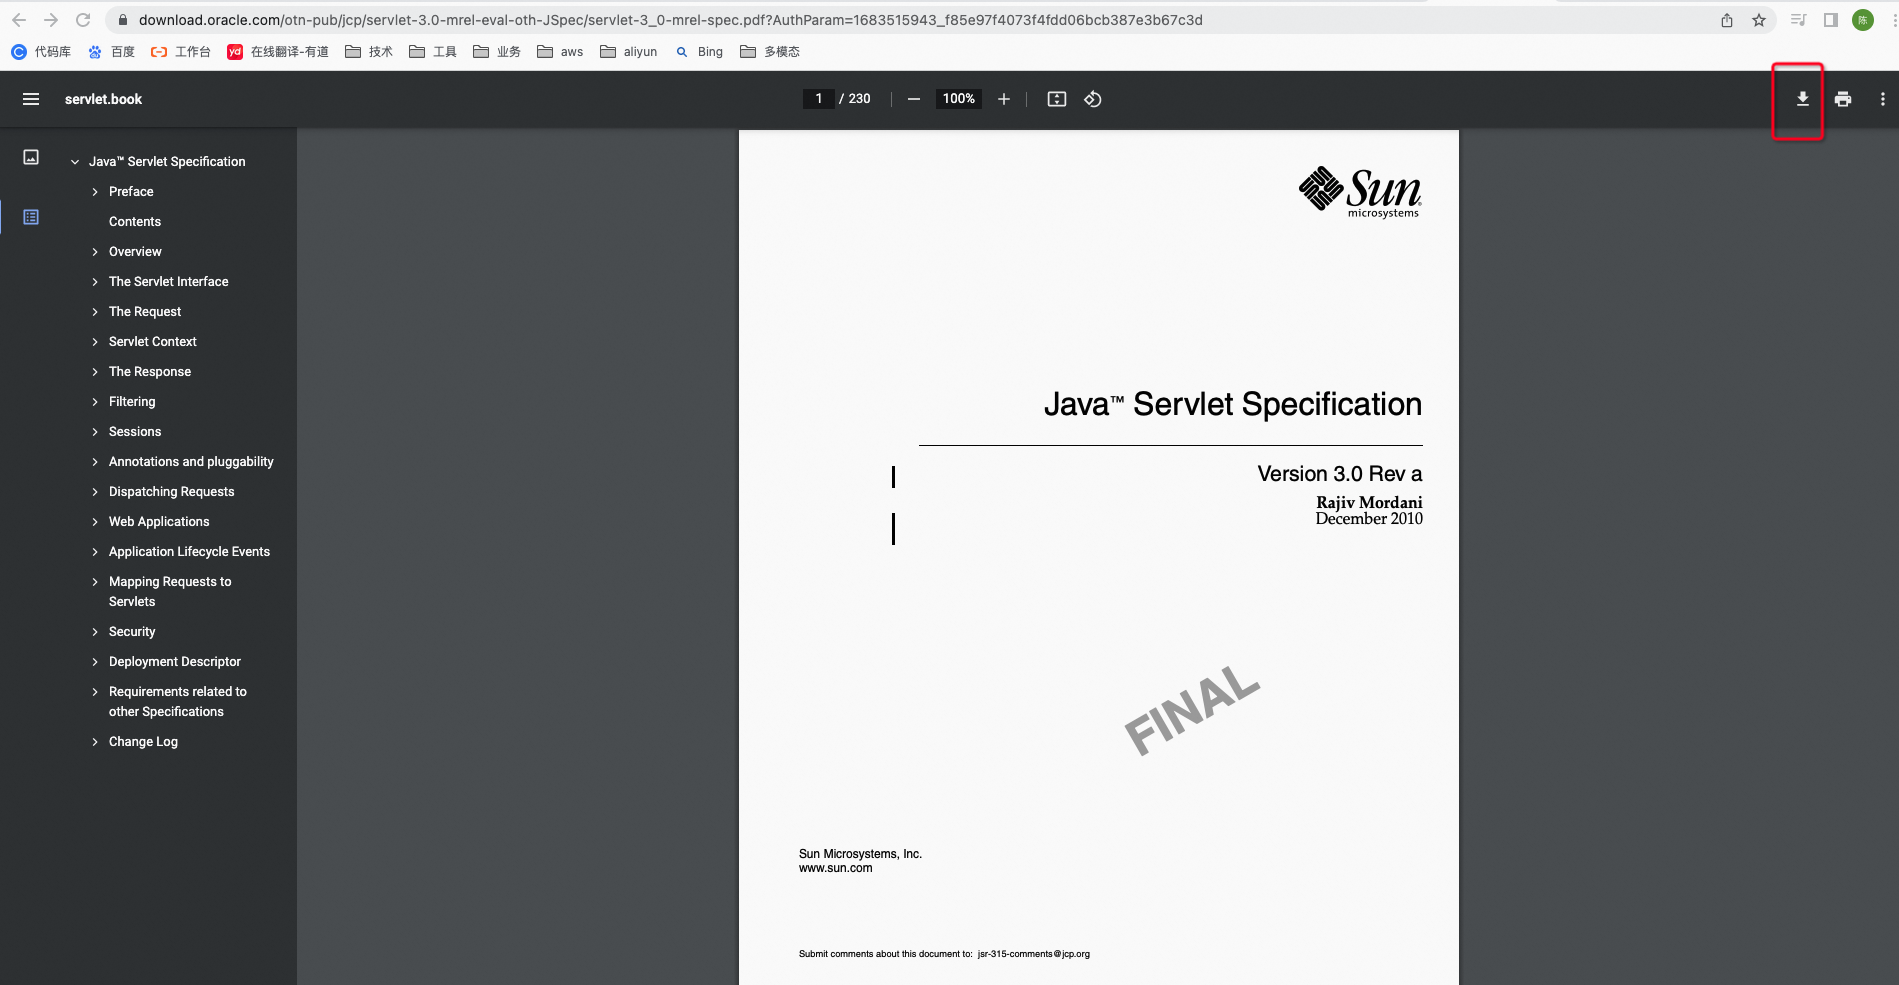 download.oracle.com/otn-pub/jcp/servlet-3.0-mrel-eval-oth-JSpec/servlet-3_0-mrel-spec.pdf?AuthParam=1683515943_f85e97f4073f4fdd06bcb387e3b67c3d
陈
代码库 百度 工作台 yd 在线翻译-有道 技术 工具 业务 aws aliyun Bing 多模态
servlet.book 1 / 230 100%
Java™ Servlet Specification
Preface
Contents
Overview
The Servlet Interface
The Request
Servlet Context
The Response
Filtering
Sessions
Annotations and pluggability
Dispatching Requests
Web Applications
Application Lifecycle Events
Mapping Requests to
Servlets
Security
Deployment Descriptor
Requirements related to
other Specifications
Change Log
Sun
microsystems
Java™ Servlet Specification
Version 3.0 Rev a
Rajiv Mordani
December 2010
FINAL
Sun Microsystems, Inc.
www.sun.com
Submit comments about this document to: jsr-315-comments@jcp.org